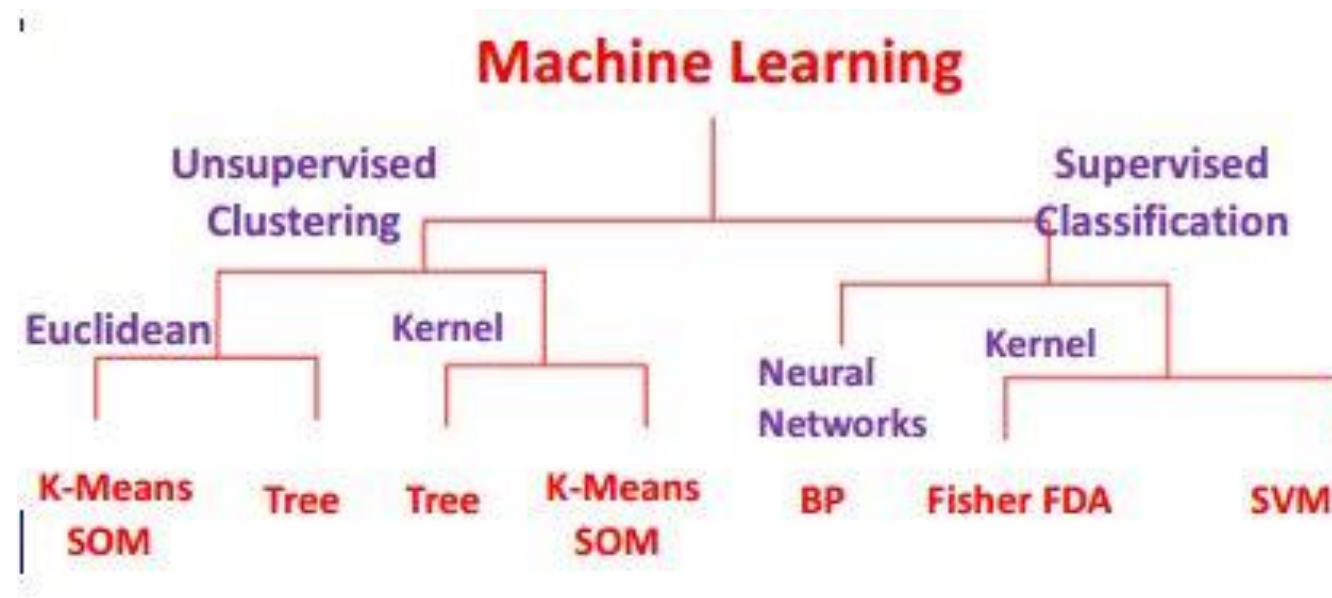 Machine Learning
Unsupervised
Clustering
Supervised
Classification
Euclidean
Kernel
Neural
Networks
Kernel
K-Means
SOM
Tree
Tree
K-Means
SOM
BP
Fisher FDA
SVM